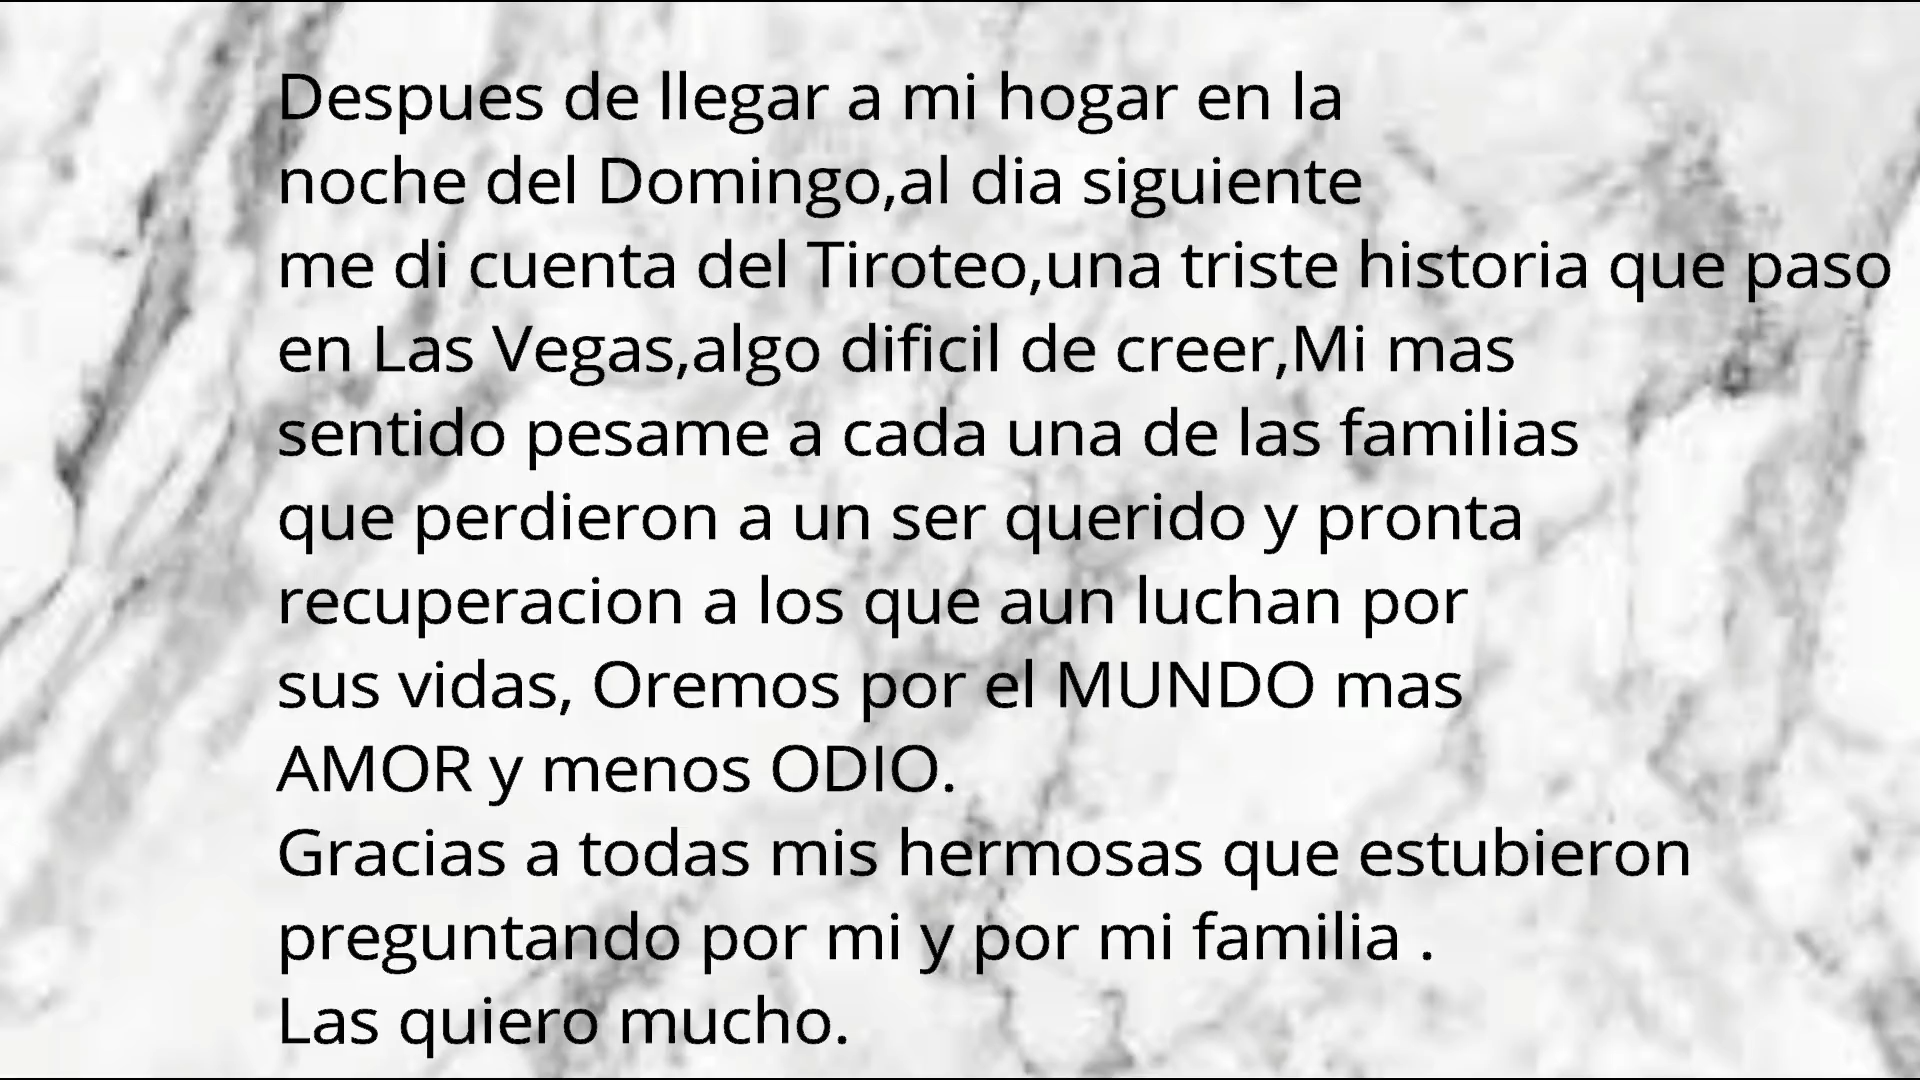 Despues de llegar a mi hogar en la
noche del Domingo,al dia siguiente
me di cuenta del Tiroteo,una triste historia que paso
en Las Vegas,algo dificil de creer,Mi mas
sentido pesame a cada una de las familias
que perdieron a un ser querido y pronta
recuperacion a los que aun luchan por
sus vidas, Oremos por el MUNDO mas
AMOR y menos ODIO.
Gracias a todas mis hermosas que estubieron
preguntando por mi y por mi familia .
Las quiero mucho.